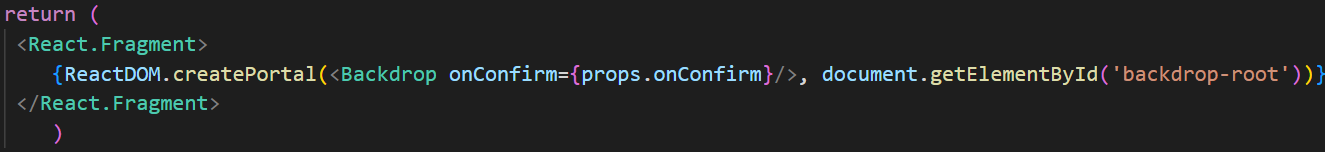 return (
<React.Fragment>
{ReactDOM.createPortal(<Backdrop onConfirm={props.onConfirm}/>, document.getElementById('backdrop-root'))}
</React.Fragment>
)